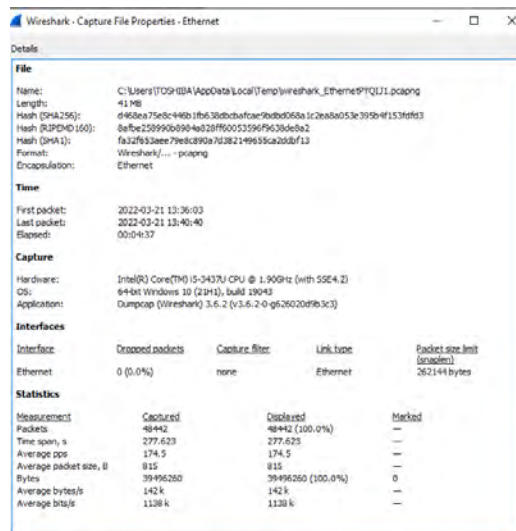 Wireshark - Capture File Properties - Ethernet
Details
File
Name: C:\Users\TOSHIBA\AppData\Local\Temp\wireshark_EthernetPYQIJ1.pcapng
Length: 41 MB
Hash (SHA256):
Hash (RIPEMD160):
Hash (SHA1):
Format: Wireshark/... - pcapng
Encapsulation: Ethernet
Time
First packet: 2022-03-21 13:36:03
Last packet: 2022-03-21 13:40:40
Elapsed: 00:04:37
Capture
Hardware: Intel(R) Core(TM) i5-3437U CPU @ 1.90GHz (with SSE4.2)
OS: 64-bit Windows 10 (21H1), build 19043
Application: Dumpcap (Wireshark) 3.6.2 (v3.6.2-0-g626020d9b3c3)
Interfaces
Interface Dropped packets Capture filter Link type Packet size limit
(snaplen)
Ethernet 0 (0.0%) none Ethernet 262144 bytes
Statistics
Measurement Captured Displayed Marked
Packets 48442 48442 (100.0%) —
Time span, s 277.623 277.623 —
Average pps 174.5 174.5 —
Average packet size, B 815 815 —
Bytes 39496260 39496260 (100.0%) 0
Average bytes/s 142 k 142 k —
Average bits/s 1138 k 1138 k —